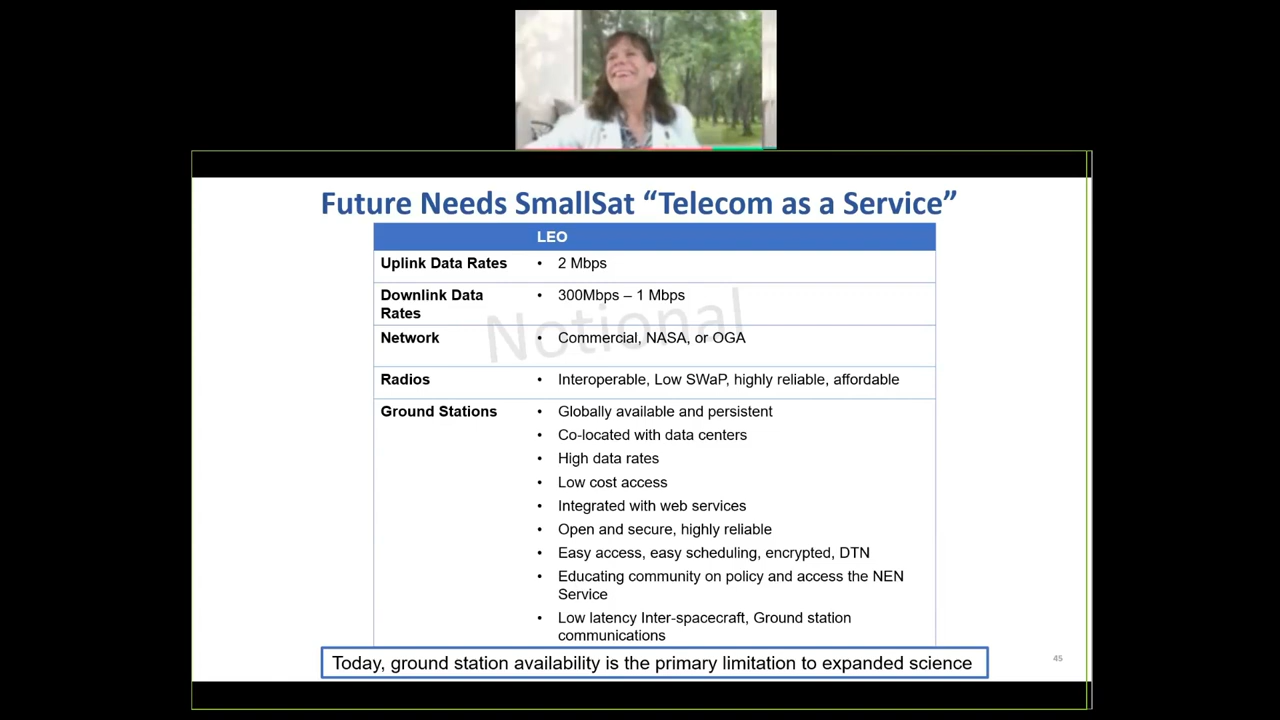 Future Needs SmallSat “Telecom as a Service”
LEO
Uplink Data Rates
• 2 Mbps
Downlink Data
Rates
• 300Mbps – 1 Mbps
Notional
Network
• Commercial, NASA, or OGA
Radios
• Interoperable, Low SWaP, highly reliable, affordable
Ground Stations
• Globally available and persistent
• Co-located with data centers
• High data rates
• Low cost access
• Integrated with web services
• Open and secure, highly reliable
• Easy access, easy scheduling, encrypted, DTN
• Educating community on policy and access the NEN
Service
• Low latency Inter-spacecraft, Ground station
communications
Today, ground station availability is the primary limitation to expanded science
45